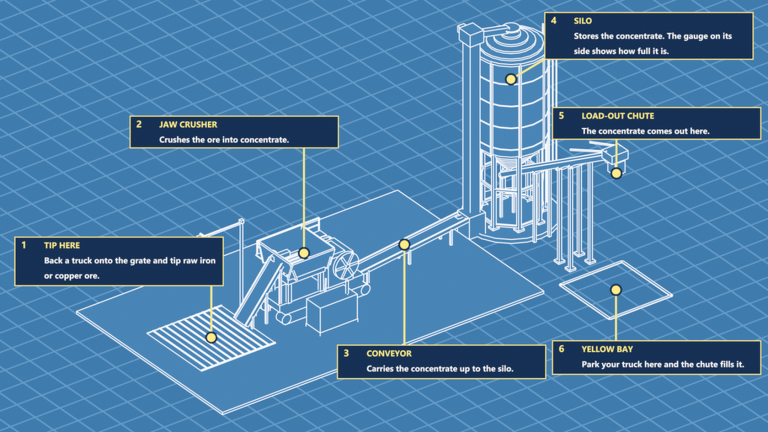 1 TIP HERE
Back a truck onto the grate and tip raw iron
or copper ore.
2 JAW CRUSHER
Crushes the ore into concentrate.
3 CONVEYOR
Carries the concentrate up to the silo.
4 SILO
Stores the concentrate. The gauge on its
side shows how full it is.
5 LOAD-OUT CHUTE
The concentrate comes out here.
6 YELLOW BAY
Park your truck here and the chute fills it.